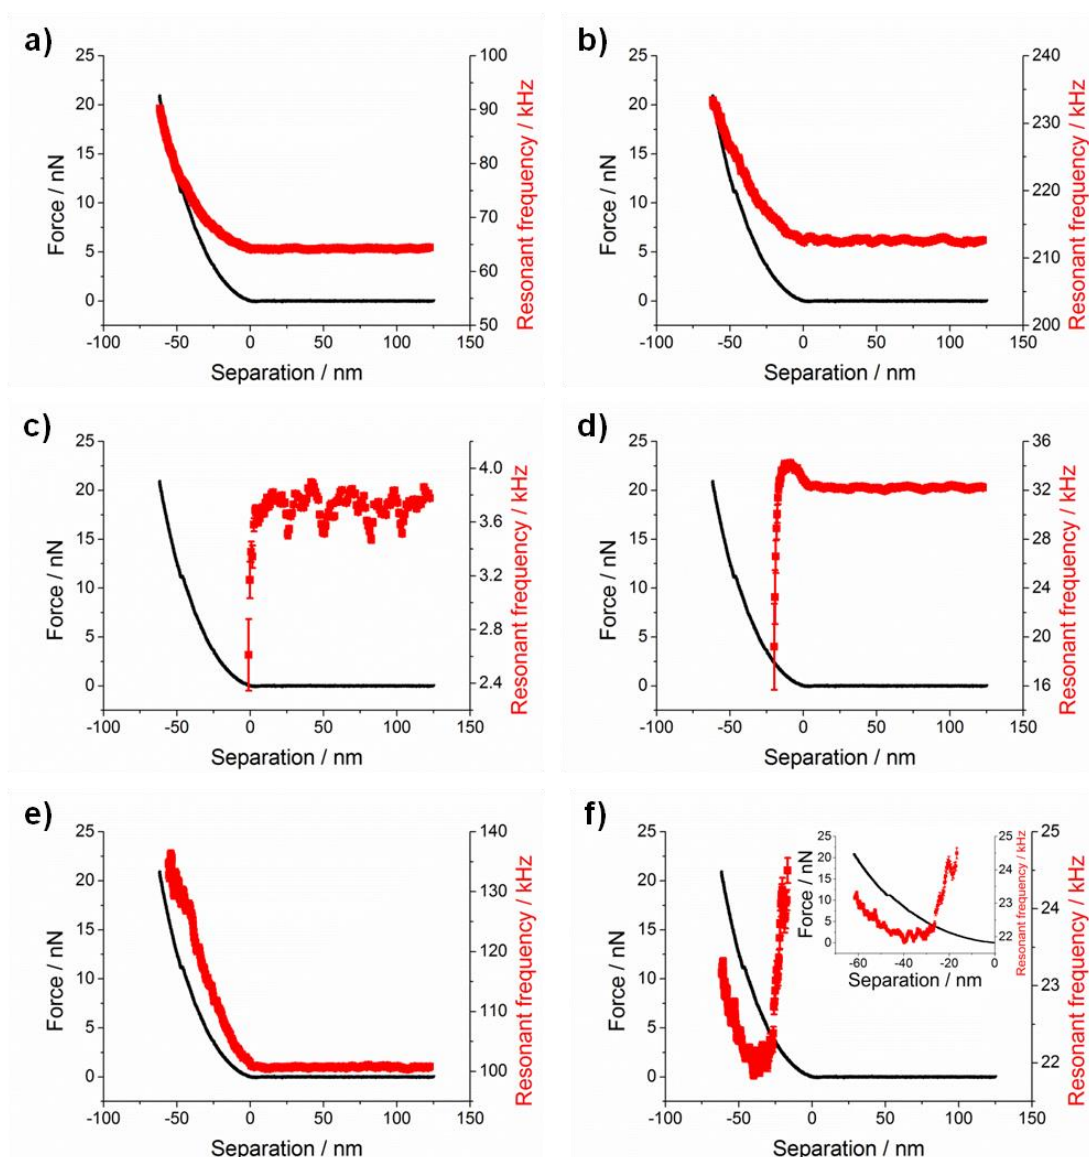 a)
Force / nN
25
20
15
10
5
0
100
90
80
70
60
50
Resonant frequency / kHz
-100 -50 0 50 100 150
Separation / nm
b)
Force / nN
25
20
15
10
5
0
240
230
220
210
200
Resonant frequency / kHz
-100 -50 0 50 100 150
Separation / nm
c)
Force / nN
25
20
15
10
5
0
4.0
3.6
3.2
2.8
2.4
Resonant frequency / kHz
-100 -50 0 50 100 150
Separation / nm
d)
Force / nN
25
20
15
10
5
0
36
32
28
24
20
16
Resonant frequency / kHz
-100 -50 0 50 100 150
Separation / nm
e)
Force / nN
25
20
15
10
5
0
140
130
120
110
100
Resonant frequency / kHz
-100 -50 0 50 100 150
Separation / nm
f)
Force / nN
25
20
15
10
5
0
25
24
23
22
Resonant frequency / kHz
-100 -50 0 50 100 150
Separation / nm
Force / nN
25
20
15
10
5
0
25
24
23
22
Resonant frequency / kHz
-60 -40 -20 0
Separation / nm